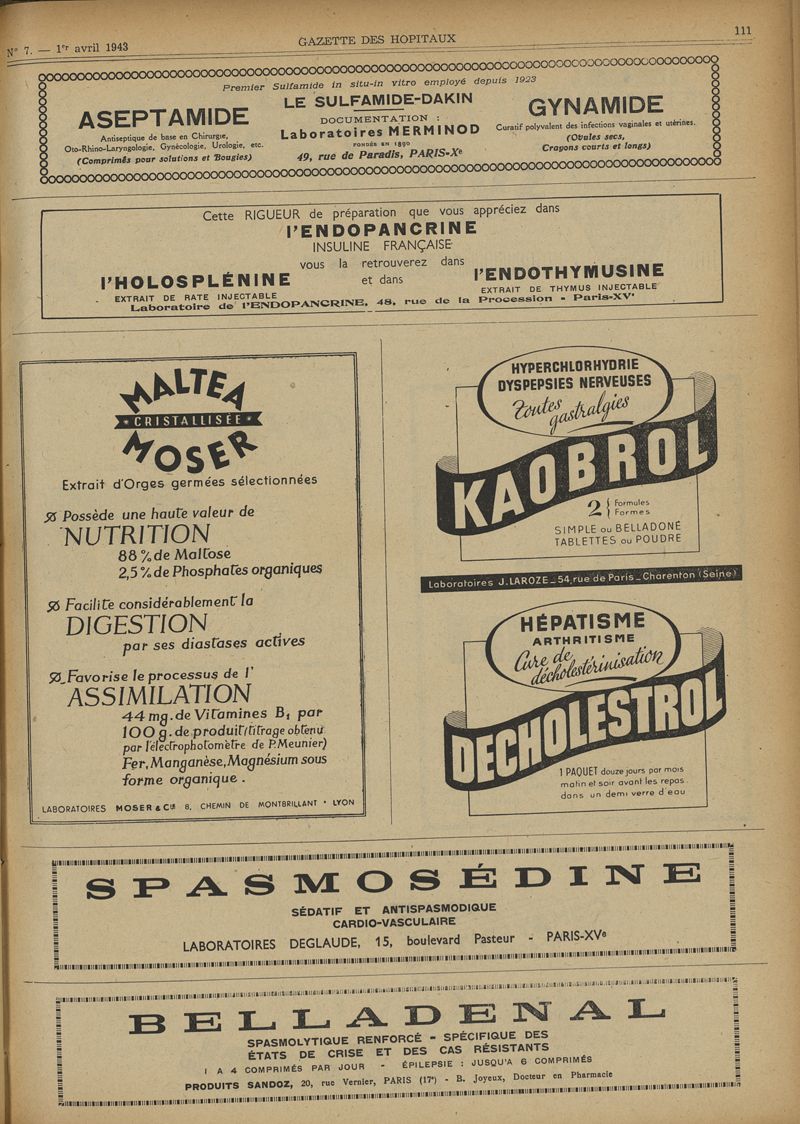 N° 7. — 1er avril 1943
GAZETTE DES HOPITAUX
111
Premier Sulfamide in situ-in vitro employé depuis 1923
ASEPTAMIDE
Antiseptique de base en Chirurgie,
Oto-Rhino-Laryngologie, Gynécologie, Urologie, etc.
(Comprimés pour solutions et Bougies)
LE SULFAMIDE-DAKIN
DOCUMENTATION :
Laboratoires MERMINOD
FONDÉS EN 1890
49, rue de Paradis, PARIS-Xe
GYNAMIDE
Curatif polyvalent des infections vaginales et utérines.
(Ovules secs,
Crayons courts et longs)
Cette RIGUEUR de préparation que vous appréciez dans
l'ENDOPANCRINE
INSULINE FRANÇAISE
vous la retrouverez dans
l'HOLOSPLÉNINE et dans l'ENDOTHYMUSINE
EXTRAIT DE RATE INJECTABLE
EXTRAIT DE THYMUS INJECTABLE
Laboratoire de l'ENDOPANCRINE, 48, rue de la Procession - Paris-XVe
MALTEA
CRISTALLISÉE
MOSER
Extrait d'Orges germées sélectionnées
Possède une haute valeur de
NUTRITION
88 % de Maltose
2,5 % de Phosphates organiques
Facilite considérablement la
DIGESTION
par ses diastases actives
Favorise le processus de l'
ASSIMILATION
44 mg. de Vitamines B1 par
100 g. de produit (titrage obtenu
par l'électrophotomètre de P. Meunier)
Fer, Manganèse, Magnésium sous
forme organique.
LABORATOIRES MOSER & Cie 8, CHEMIN DE MONTBRILLANT • LYON
HYPERCHLORHYDRIE
DYSPEPSIES NERVEUSES
Toutes
gastralgies
KAOBROL
2 { Formules
Formes
SIMPLE ou BELLADONÉ
TABLETTES ou POUDRE
Laboratoires J. LAROZE _ 54, rue de Paris _ Charenton (Seine)
HÉPATISME
ARTHRITISME
Cure de
décholestérinisation
DECHOLESTROL
1 PAQUET douze jours par mois
matin et soir avant les repas
dans un demi verre d'eau
SPASMOSÉDINE
SÉDATIF ET ANTISPASMODIQUE
CARDIO-VASCULAIRE
LABORATOIRES DEGLAUDE, 15, boulevard Pasteur - PARIS-XVe
BELLADENAL
SPASMOLYTIQUE RENFORCÉ - SPÉCIFIQUE DES
ÉTATS DE CRISE ET DES CAS RÉSISTANTS
1 A 4 COMPRIMÉS PAR JOUR - ÉPILEPSIE : JUSQU'A 6 COMPRIMÉS
PRODUITS SANDOZ, 20, rue Vernier, PARIS (17e) - B. Joyeux, Docteur en Pharmacie